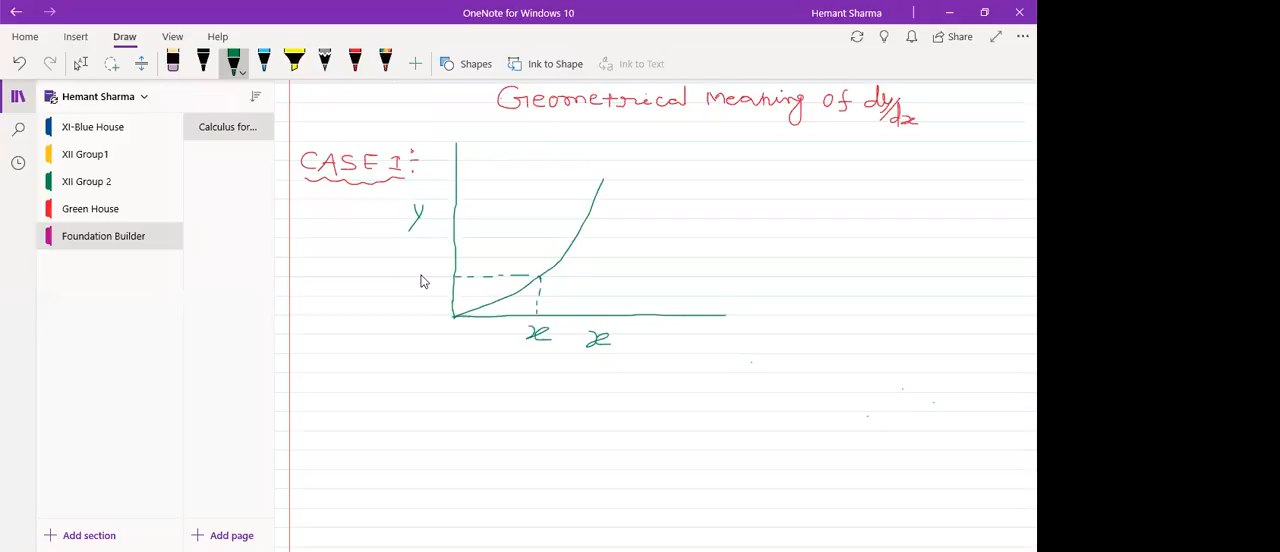 OneNote for Windows 10
Hemant Sharma
Home Insert Draw View Help
Share
Shapes Ink to Shape Ink to Text
Hemant Sharma
XI-Blue House
XII Group1
XII Group 2
Green House
Foundation Builder
Calculus for...
Add section
Add page
Geometrical Meaning of dy/dx
CASE I :
y
x x